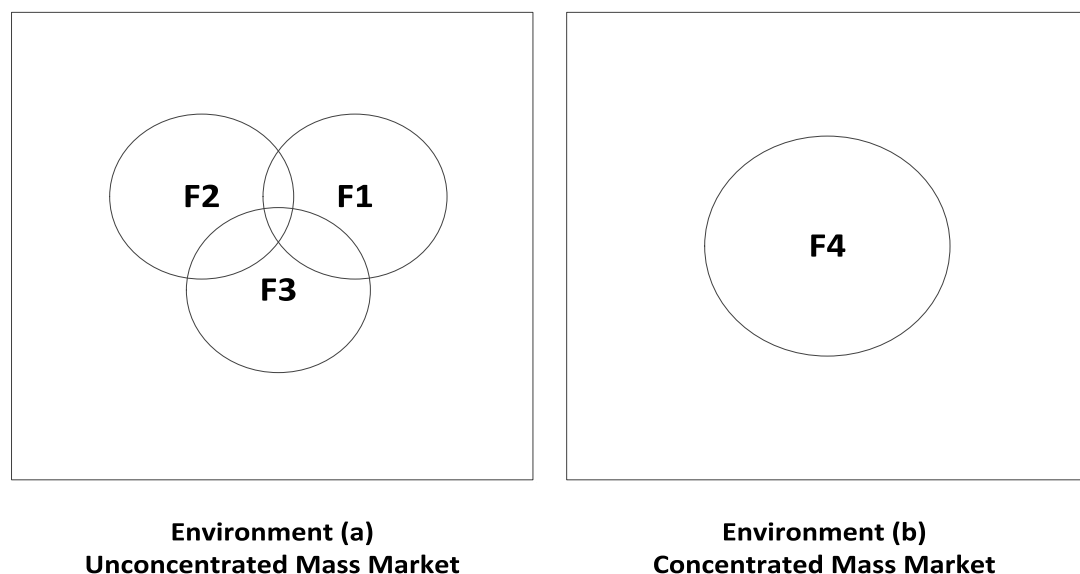 F2
F1
F3
F4
Environment (a)
Unconcentrated Mass Market
Environment (b)
Concentrated Mass Market